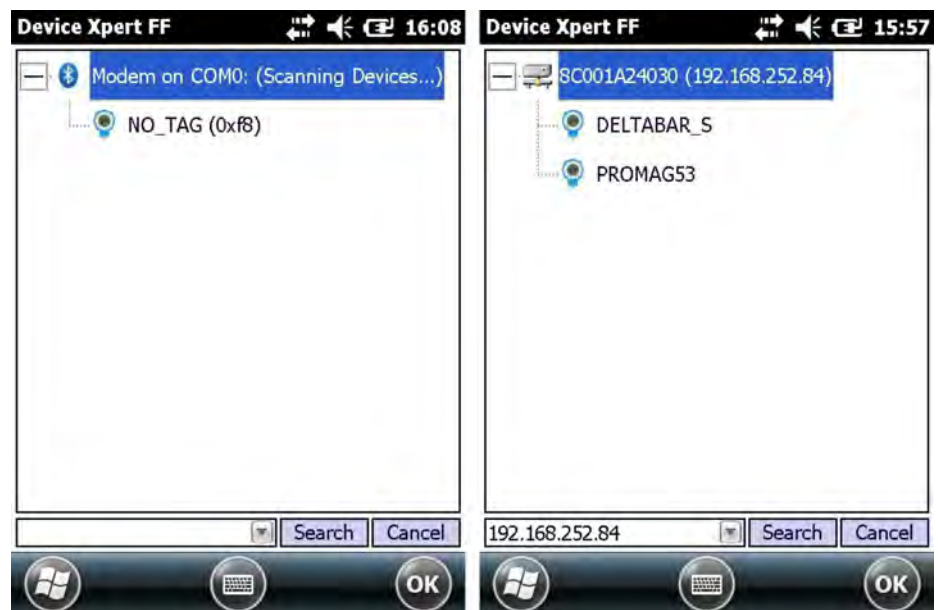 Device Xpert FF 16:08
Modem on COM0: (Scanning Devices...)
NO_TAG (0xf8)
Search Cancel
OK
Device Xpert FF 15:57
8C001A24030 (192.168.252.84)
DELTABAR_S
PROMAG53
192.168.252.84 Search Cancel
OK